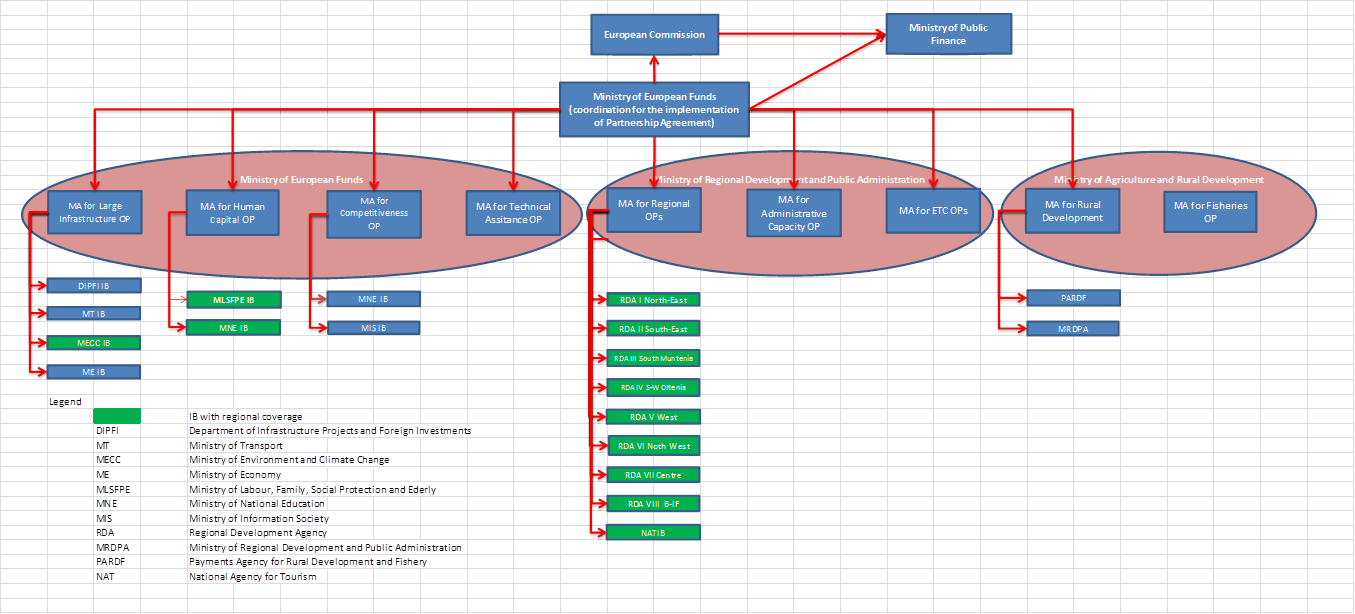 European Commission
Ministry of Public
Finance
Ministry of European Funds
(coordination for the implementation
of Partnership Agreement)
Ministry of European Funds
MA for Large
Infrastructure OP
MA for Human
Capital OP
MA for
Competitiveness
OP
MA for Technical
Assitance OP
Ministry of Regional Development and Public Administration
MA for Regional
OPs
MA for
Administrative
Capacity OP
MA for ETC OPs
Ministry of Agriculture and Rural Development
MA for Rural
Development
MA for Fisheries
OP
DIPFI IB
MT IB
MECC IB
ME IB
MLSFPE IB
MNE IB
MNE IB
MIS IB
RDA I North-East
RDA II South-East
RDA III South Muntenia
RDA IV S-W Oltenia
RDA V West
RDA VI Noth West
RDA VII Centre
RDA VIII B-IF
NAT IB
PARDF
MRDPA
Legend
IB with regional coverage
DIPFI Department of Infrastructure Projects and Foreign Investments
MT Ministry of Transport
MECC Ministry of Environment and Climate Change
ME Ministry of Economy
MLSFPE Ministry of Labour, Family, Social Protection and Ederly
MNE Ministry of National Education
MIS Ministry of Information Society
RDA Regional Development Agency
MRDPA Ministry of Regional Development and Public Administration
PARDF Payments Agency for Rural Development and Fishery
NAT National Agency for Tourism